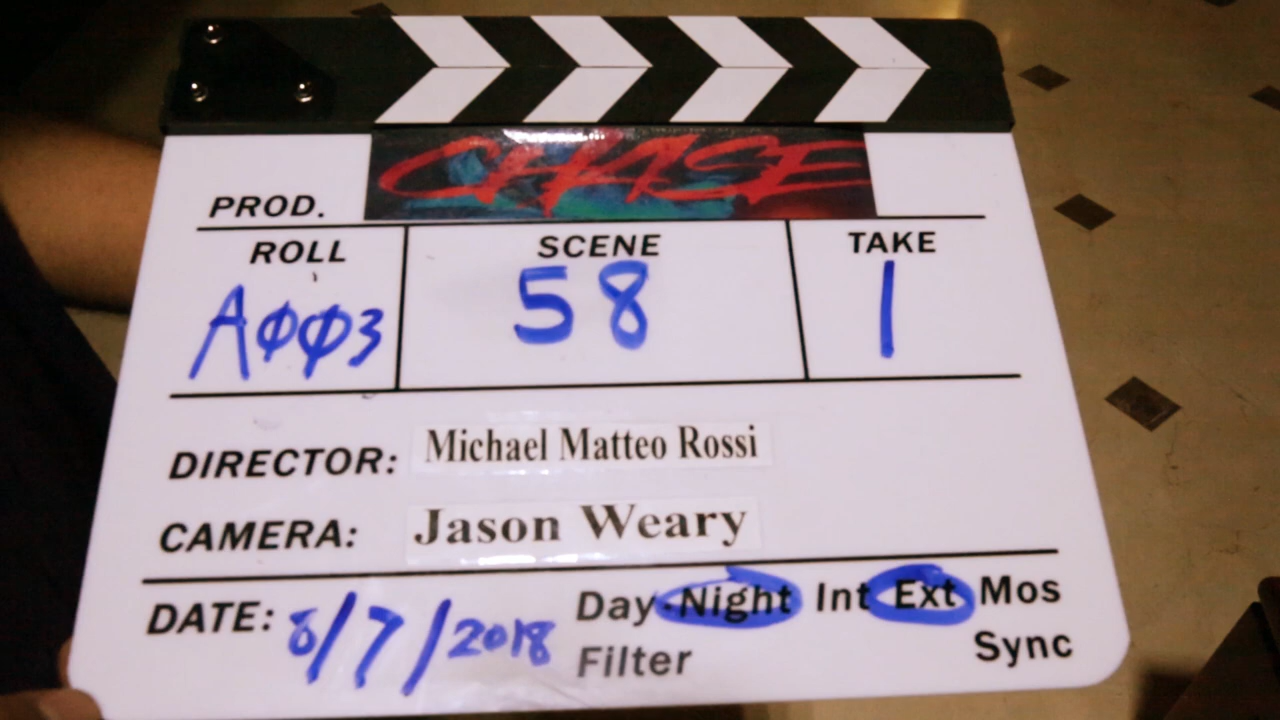 CHASE
PROD.
ROLL SCENE TAKE
AØØ3 58 1
DIRECTOR: Michael Matteo Rossi
CAMERA: Jason Weary
DATE: 8/7/2018 Day-Night Int Ext Mos
Filter Sync